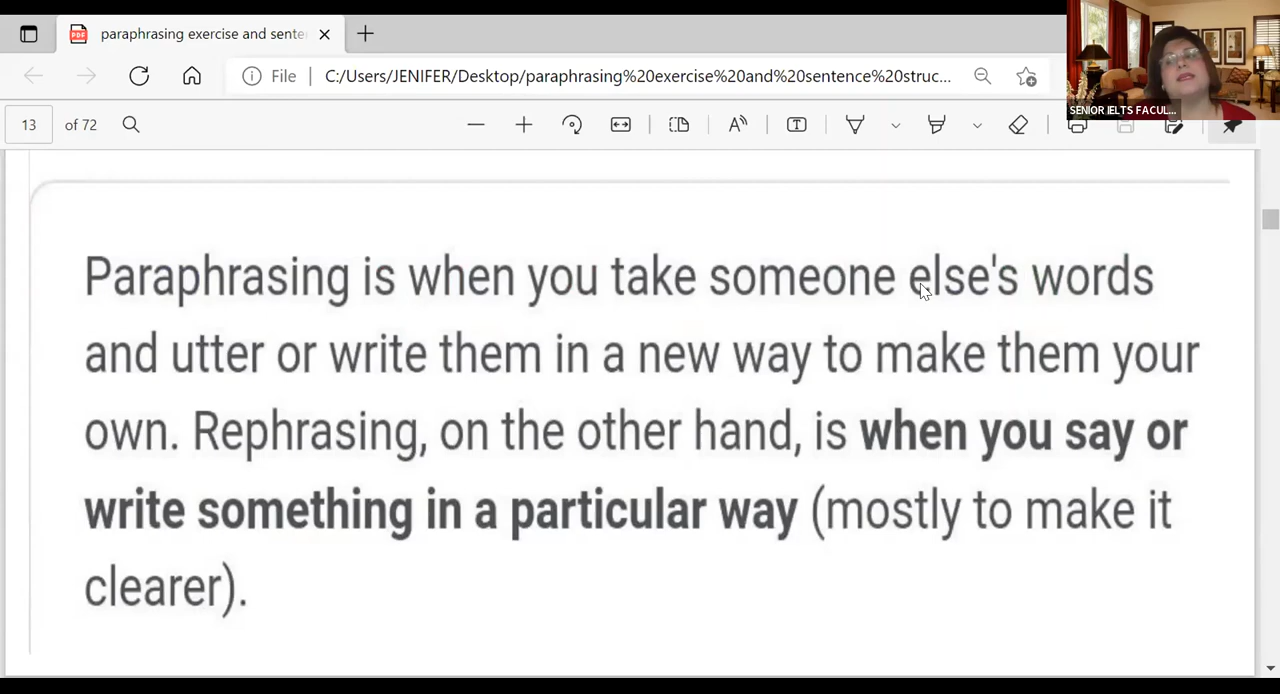 paraphrasing exercise and sente
File C:/Users/JENIFER/Desktop/paraphrasing%20exercise%20and%20sentence%20struc...
SENIOR IELTS FACUL...
13 of 72
Paraphrasing is when you take someone else's words
and utter or write them in a new way to make them your
own. Rephrasing, on the other hand, is when you say or
write something in a particular way (mostly to make it
clearer).